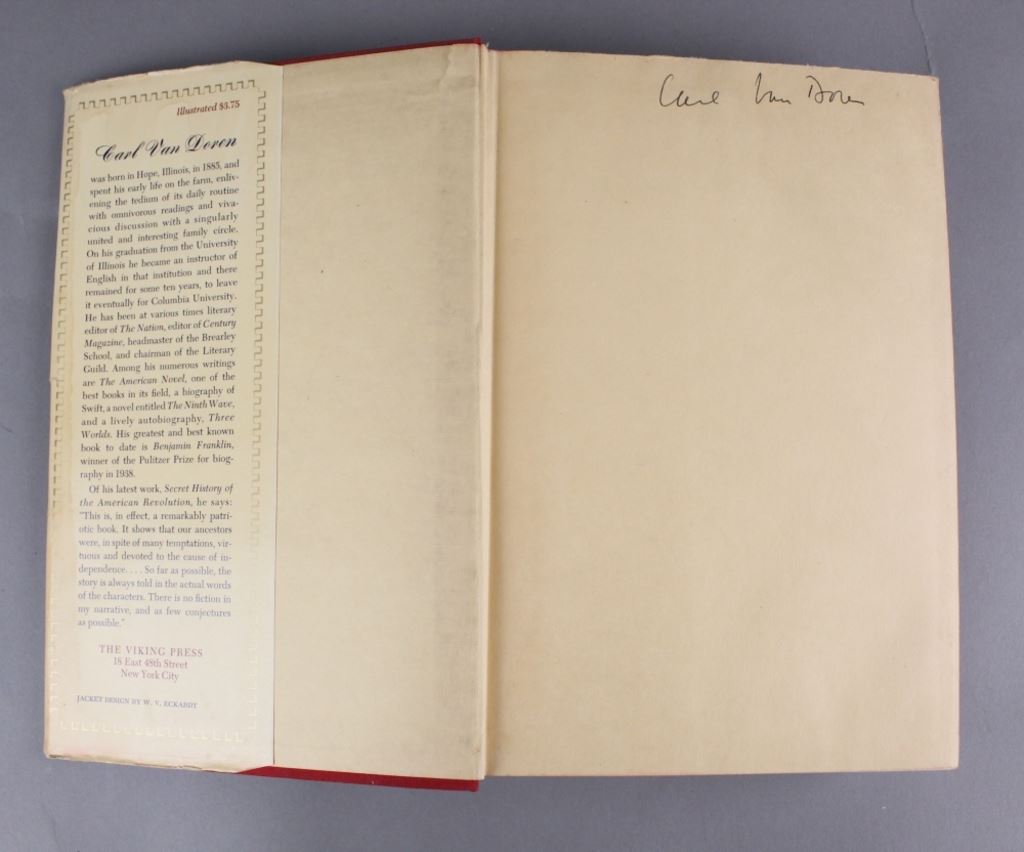 Illustrated $3.75
Carl Van Doren
was born in Hope, Illinois, in 1885, and
spent his early life on the farm, enliv-
ening the tedium of its daily routine
with omnivorous readings and viva-
cious discussion with a singularly
united and interesting family circle.
On his graduation from the University
of Illinois he became an instructor of
English in that institution and there
remained for some ten years, to leave
it eventually for Columbia University.
He has been at various times literary
editor of The Nation, editor of Century
Magazine, headmaster of the Brearley
School, and chairman of the Literary
Guild. Among his numerous writings
are The American Novel, one of the
best books in its field, a biography of
Swift, a novel entitled The Ninth Wave,
and a lively autobiography, Three
Worlds. His greatest and best known
book to date is Benjamin Franklin,
winner of the Pulitzer Prize for biog-
raphy in 1938.
Of his latest work, Secret History of
the American Revolution, he says:
"This is, in effect, a remarkably patri-
otic book. It shows that our ancestors
were, in spite of many temptations, vir-
tuous and devoted to the cause of in-
dependence. . . . So far as possible, the
story is always told in the actual words
of the characters. There is no fiction in
my narrative, and as few conjectures
as possible."
THE VIKING PRESS
18 East 48th Street
New York City
JACKET DESIGN BY W. V. ECKARDT
Carl Van Doren